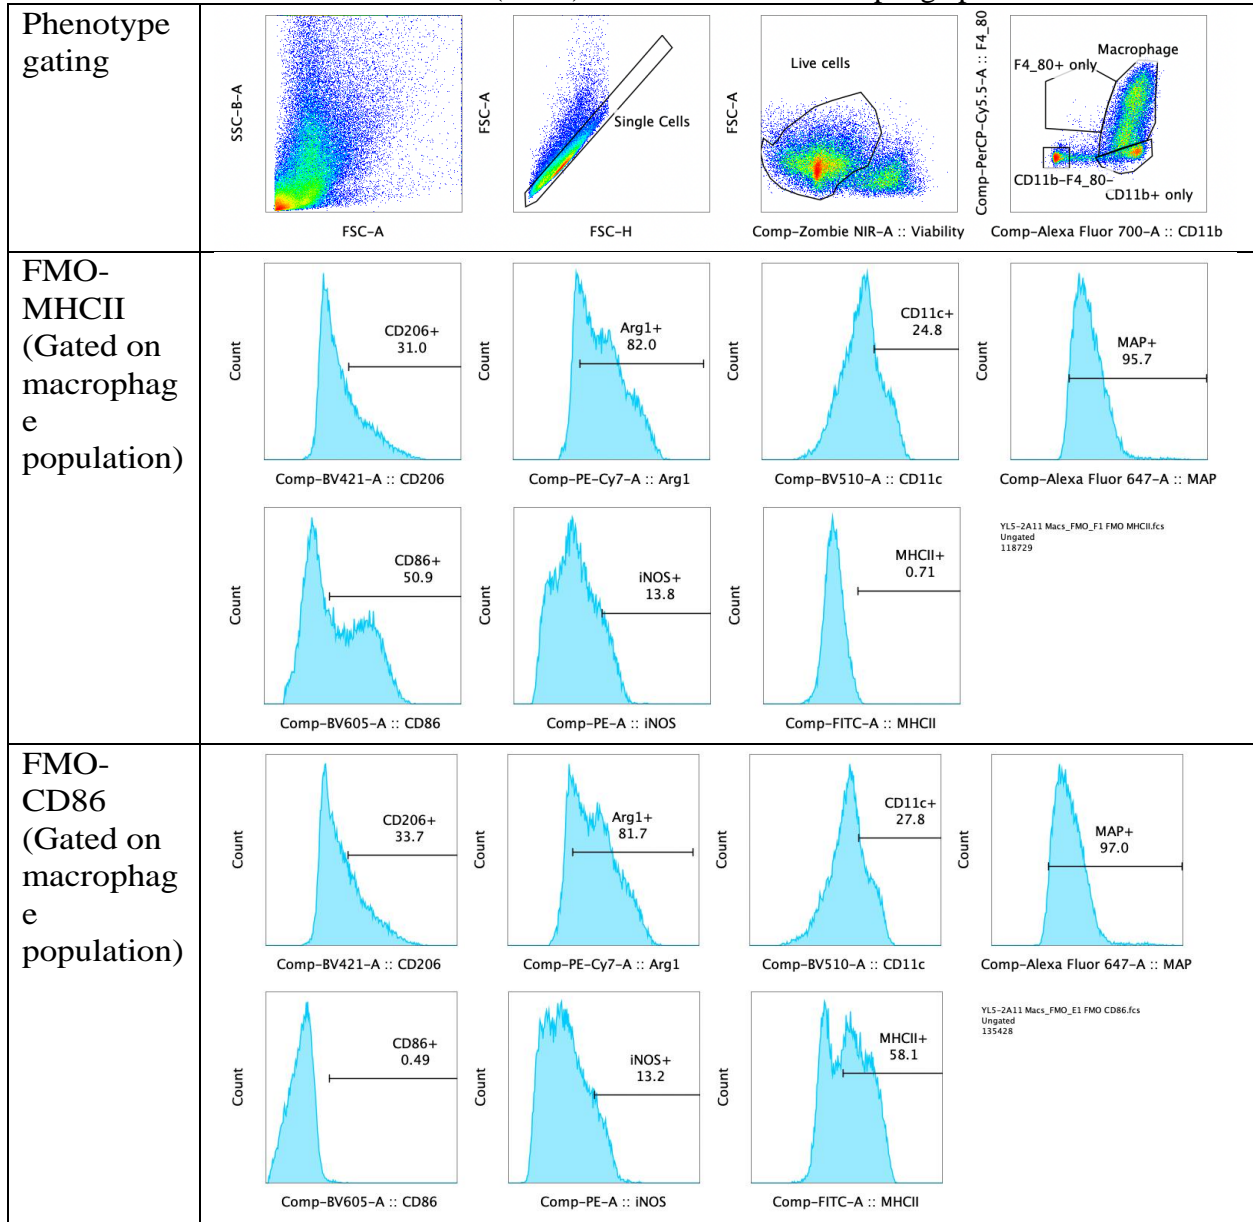 Phenotype
gating
SSC-B-A
FSC-A
FSC-A
Single Cells
FSC-H
FSC-A
Live cells
Comp-Zombie NIR-A :: Viability
Comp-PerCP-Cy5.5-A :: F4_80
Macrophage
F4_80+ only
CD11b-F4_80-
CD11b+ only
Comp-Alexa Fluor 700-A :: CD11b
FMO-
MHCII
(Gated on
macrophag
e
population)
Count
CD206+
31.0
Comp-BV421-A :: CD206
Count
Arg1+
82.0
Comp-PE-Cy7-A :: Arg1
Count
CD11c+
24.8
Comp-BV510-A :: CD11c
Count
MAP+
95.7
Comp-Alexa Fluor 647-A :: MAP
Count
CD86+
50.9
Comp-BV605-A :: CD86
Count
iNOS+
13.8
Comp-PE-A :: iNOS
Count
MHCII+
0.71
Comp-FITC-A :: MHCII
YLS-2A11 Macs_FMO_F1 FMO MHCII.fcs
Ungated
118729
FMO-
CD86
(Gated on
macrophag
e
population)
Count
CD206+
33.7
Comp-BV421-A :: CD206
Count
Arg1+
81.7
Comp-PE-Cy7-A :: Arg1
Count
CD11c+
27.8
Comp-BV510-A :: CD11c
Count
MAP+
97.0
Comp-Alexa Fluor 647-A :: MAP
Count
CD86+
0.49
Comp-BV605-A :: CD86
Count
iNOS+
13.2
Comp-PE-A :: iNOS
Count
MHCII+
58.1
Comp-FITC-A :: MHCII
YLS-2A11 Macs_FMO_E1 FMO CD86.fcs
Ungated
135428